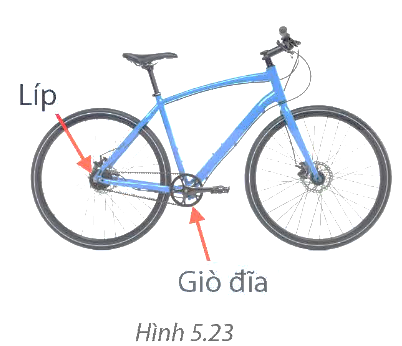 Líp
Giò đĩa
Hình 5.23